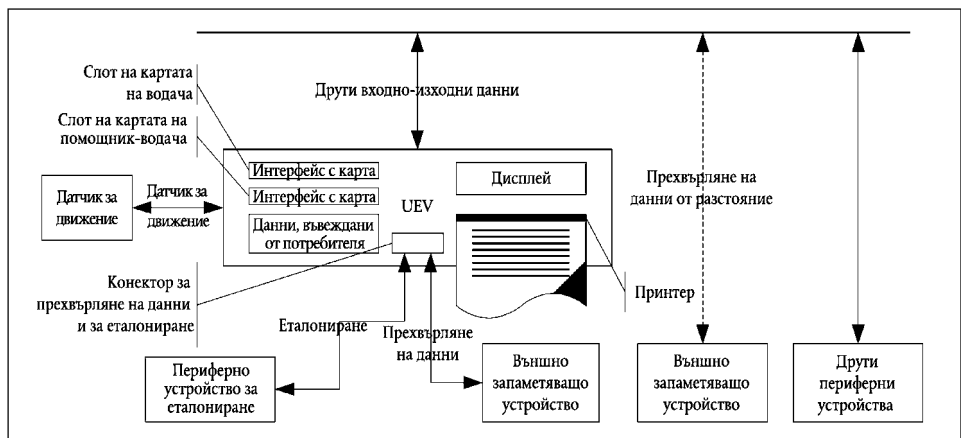 Слот на картата
на водача
Други входно-изходни данни
Слот на картата на
помощник-водача
Интерфейс с карта
Дисплей
Прехвърляне на
данни от разстояние
Датчик за
движение
Датчик за
движение
Интерфейс с карта
UEV
Данни, въвеждани
от потребителя
Конектор за
прехвърляне на данни
и за еталониране
Принтер
Еталониране
Прехвърляне
на данни
Периферно
устройство за
еталониране
Външно
запаметяващо
устройство
Външно
запаметяващо
устройство
Други
периферни
устройства